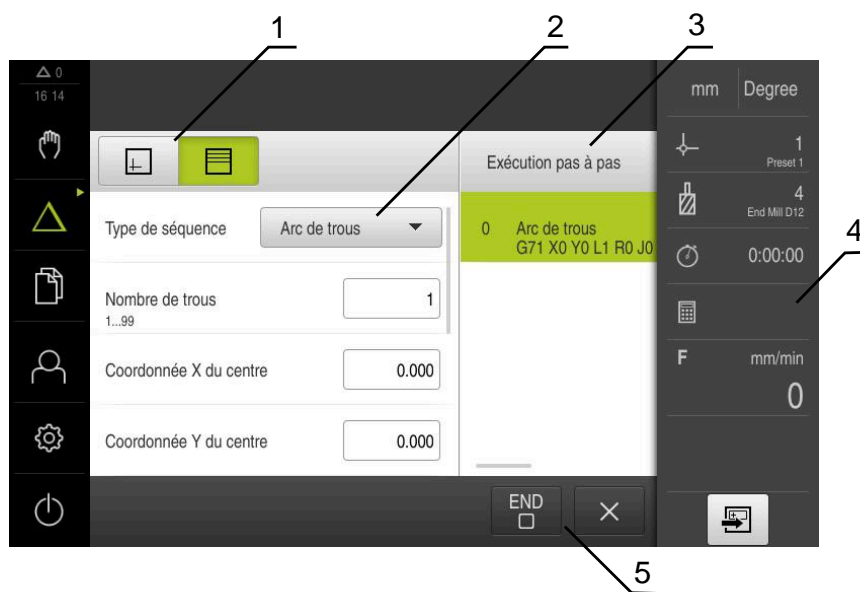 1
2
3
0
16 14
mm Degree
1
Preset 1
Exécution pas à pas
4
End Mill D12
Type de séquence Arc de trous
0 Arc de trous
G71 X0 Y0 L1 R0 J0
4
0:00:00
Nombre de trous
1...99
1
F mm/min
0
Coordonnée X du centre 0.000
Coordonnée Y du centre 0.000
END
5